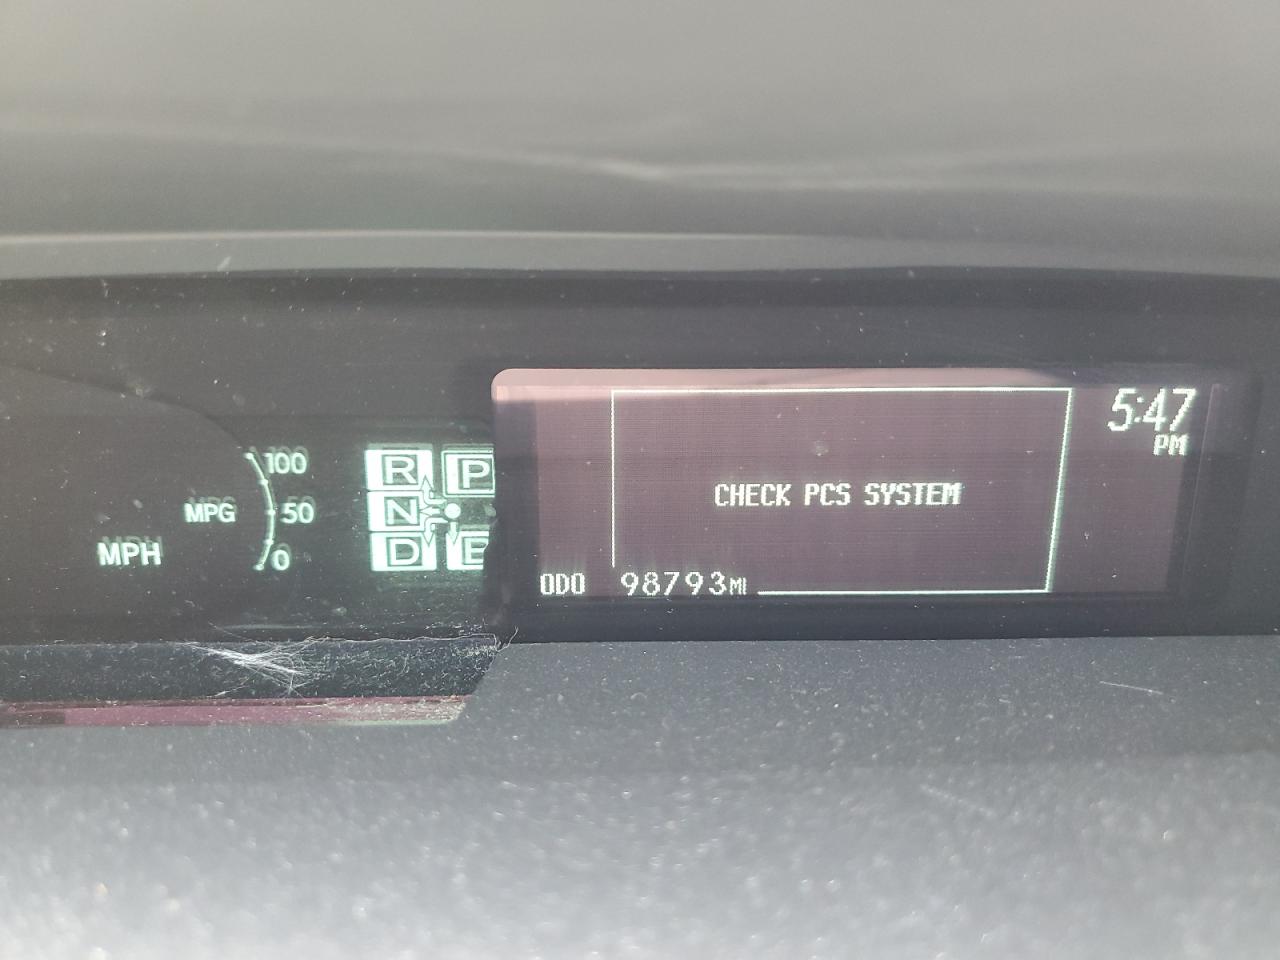 5:47
PM
100
R P
MPG 50
N
CHECK PCS SYSTEM
MPH
0
D B
ODO 98793MI